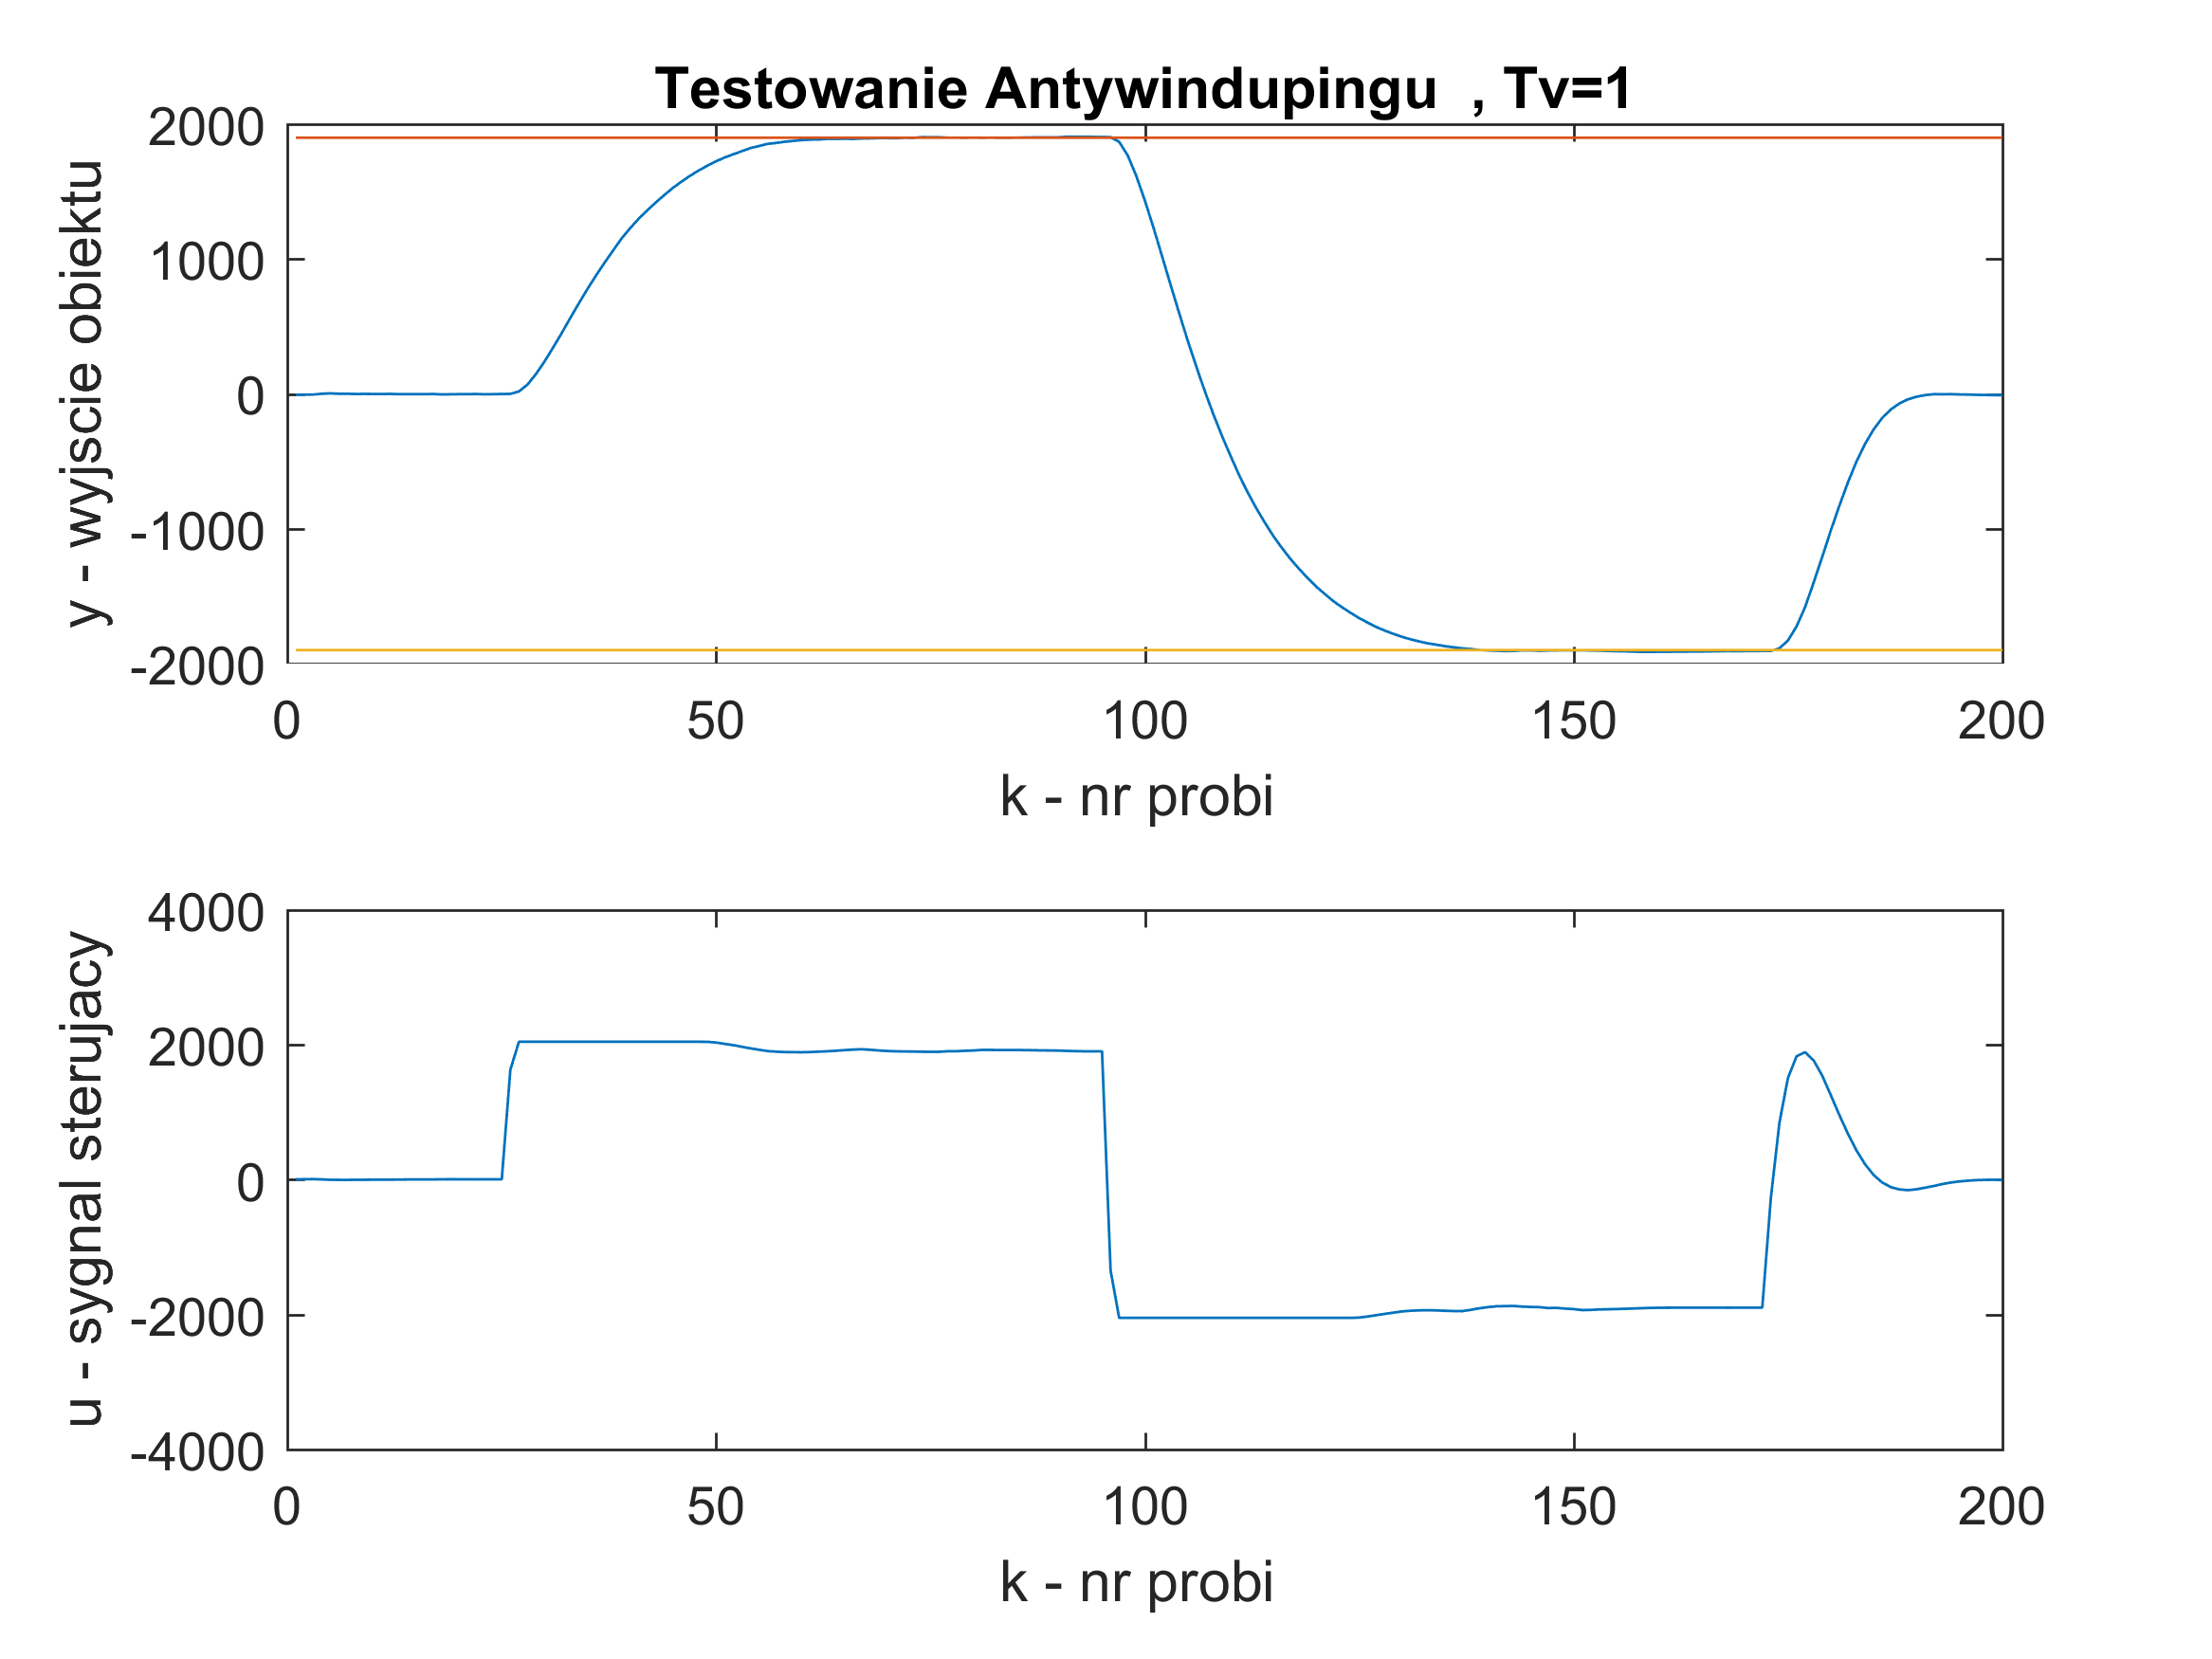 Testowanie Antywindupingu  , Tv=1
y - wyjscie obiektu
2000
1000
0
-1000
-2000
0 50 100 150 200
k - nr probi
u - sygnal sterujacy
4000
2000
0
-2000
-4000
0 50 100 150 200
k - nr probi